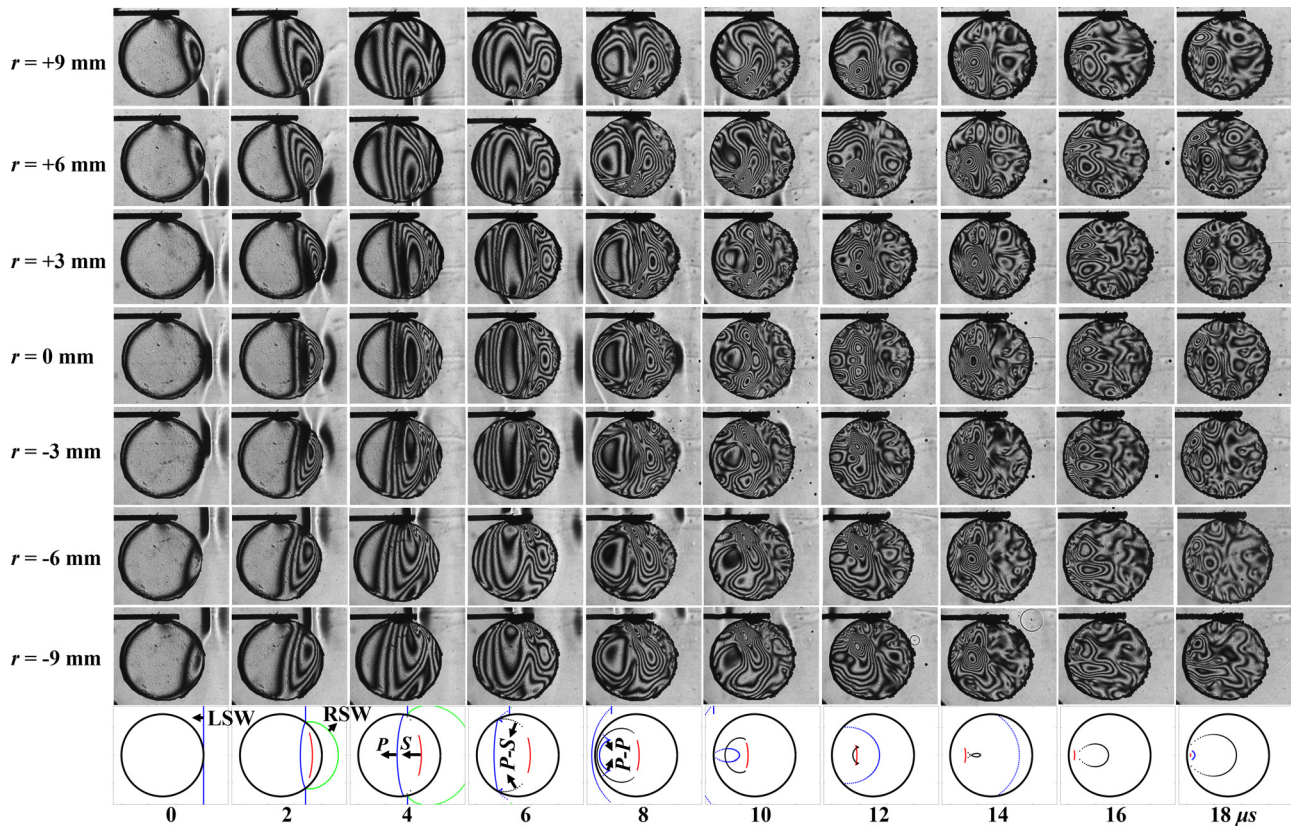 r = +9 mm
r = +6 mm
r = +3 mm
r = 0 mm
r = -3 mm
r = -6 mm
r = -9 mm
LSW RSW P S P-S P-P
0 2 4 6 8 10 12 14 16 18 μs